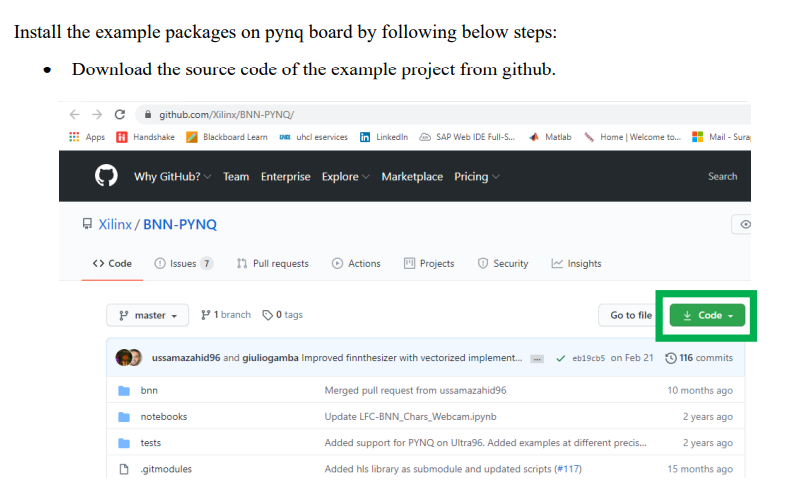 Install the example packages on pynq board by following below steps:
• Download the source code of the example project from github.
github.com/Xilinx/BNN-PYNQ/
Apps Handshake Blackboard Learn uhcl eservices LinkedIn SAP Web IDE Full-S... Matlab Home | Welcome to... Mail - Sura
Why GitHub? Team Enterprise Explore Marketplace Pricing Search
Xilinx / BNN-PYNQ
<> Code Issues 7 Pull requests Actions Projects Security Insights
master 1 branch 0 tags Go to file Code
ussamazahid96 and giuliogamba Improved finnthesizer with vectorized implement... ... eb19cb5 on Feb 21 116 commits
bnn Merged pull request from ussamazahid96 10 months ago
notebooks Update LFC-BNN_Chars_Webcam.ipynb 2 years ago
tests Added support for PYNQ on Ultra96. Added examples at different precis... 2 years ago
.gitmodules Added hls library as submodule and updated scripts (#117) 15 months ago